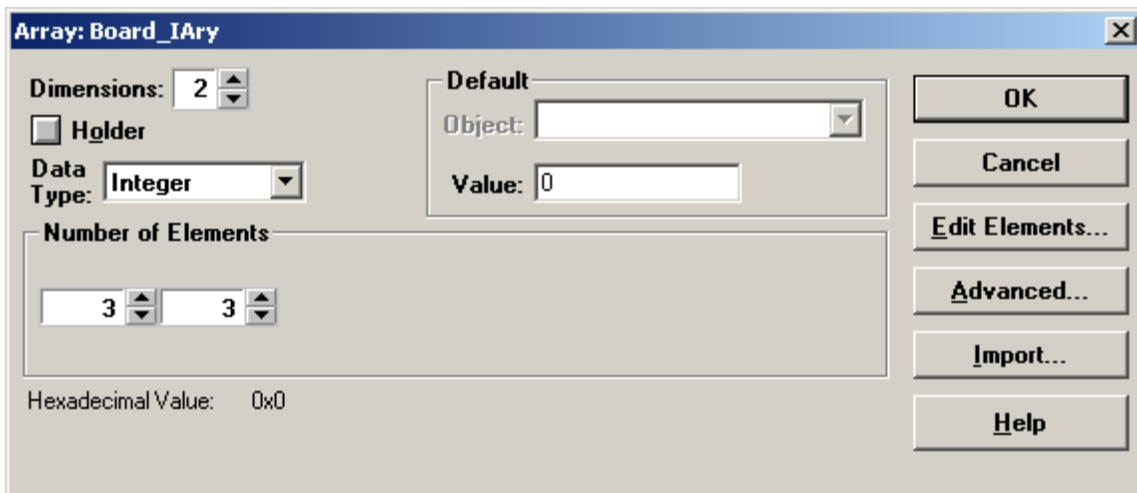 Array: Board_IAry
Dimensions: 2
Holder
Data Type: Integer
Default
Object:
Value: 0
Number of Elements
3 3
Hexadecimal Value: 0x0
OK
Cancel
Edit Elements...
Advanced...
Import...
Help